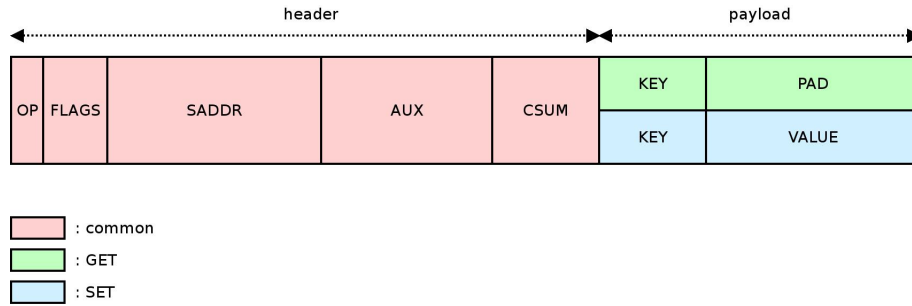 header payload
OP FLAGS SADDR AUX CSUM KEY PAD
KEY VALUE
: common
: GET
: SET